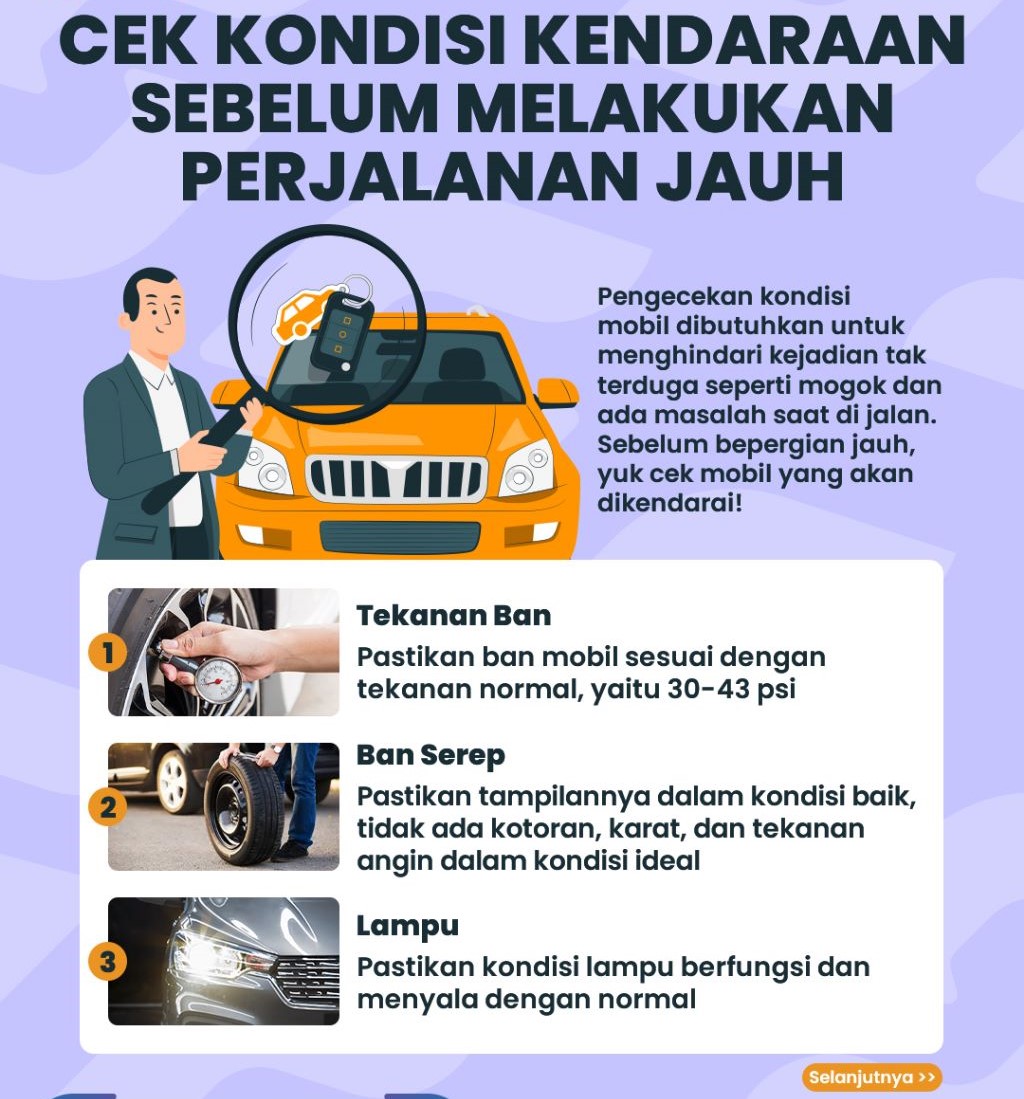 CEK KONDISI KENDARAAN
SEBELUM MELAKUKAN
PERJALANAN JAUH
Pengecekan kondisi
mobil dibutuhkan untuk
menghindari kejadian tak
terduga seperti mogok dan
ada masalah saat di jalan.
Sebelum bepergian jauh,
yuk cek mobil yang akan
dikendarai!
1
Tekanan Ban
Pastikan ban mobil sesuai dengan
tekanan normal, yaitu 30-43 psi
2
Ban Serep
Pastikan tampilannya dalam kondisi baik,
tidak ada kotoran, karat, dan tekanan
angin dalam kondisi ideal
3
Lampu
Pastikan kondisi lampu berfungsi dan
menyala dengan normal
Selanjutnya >>